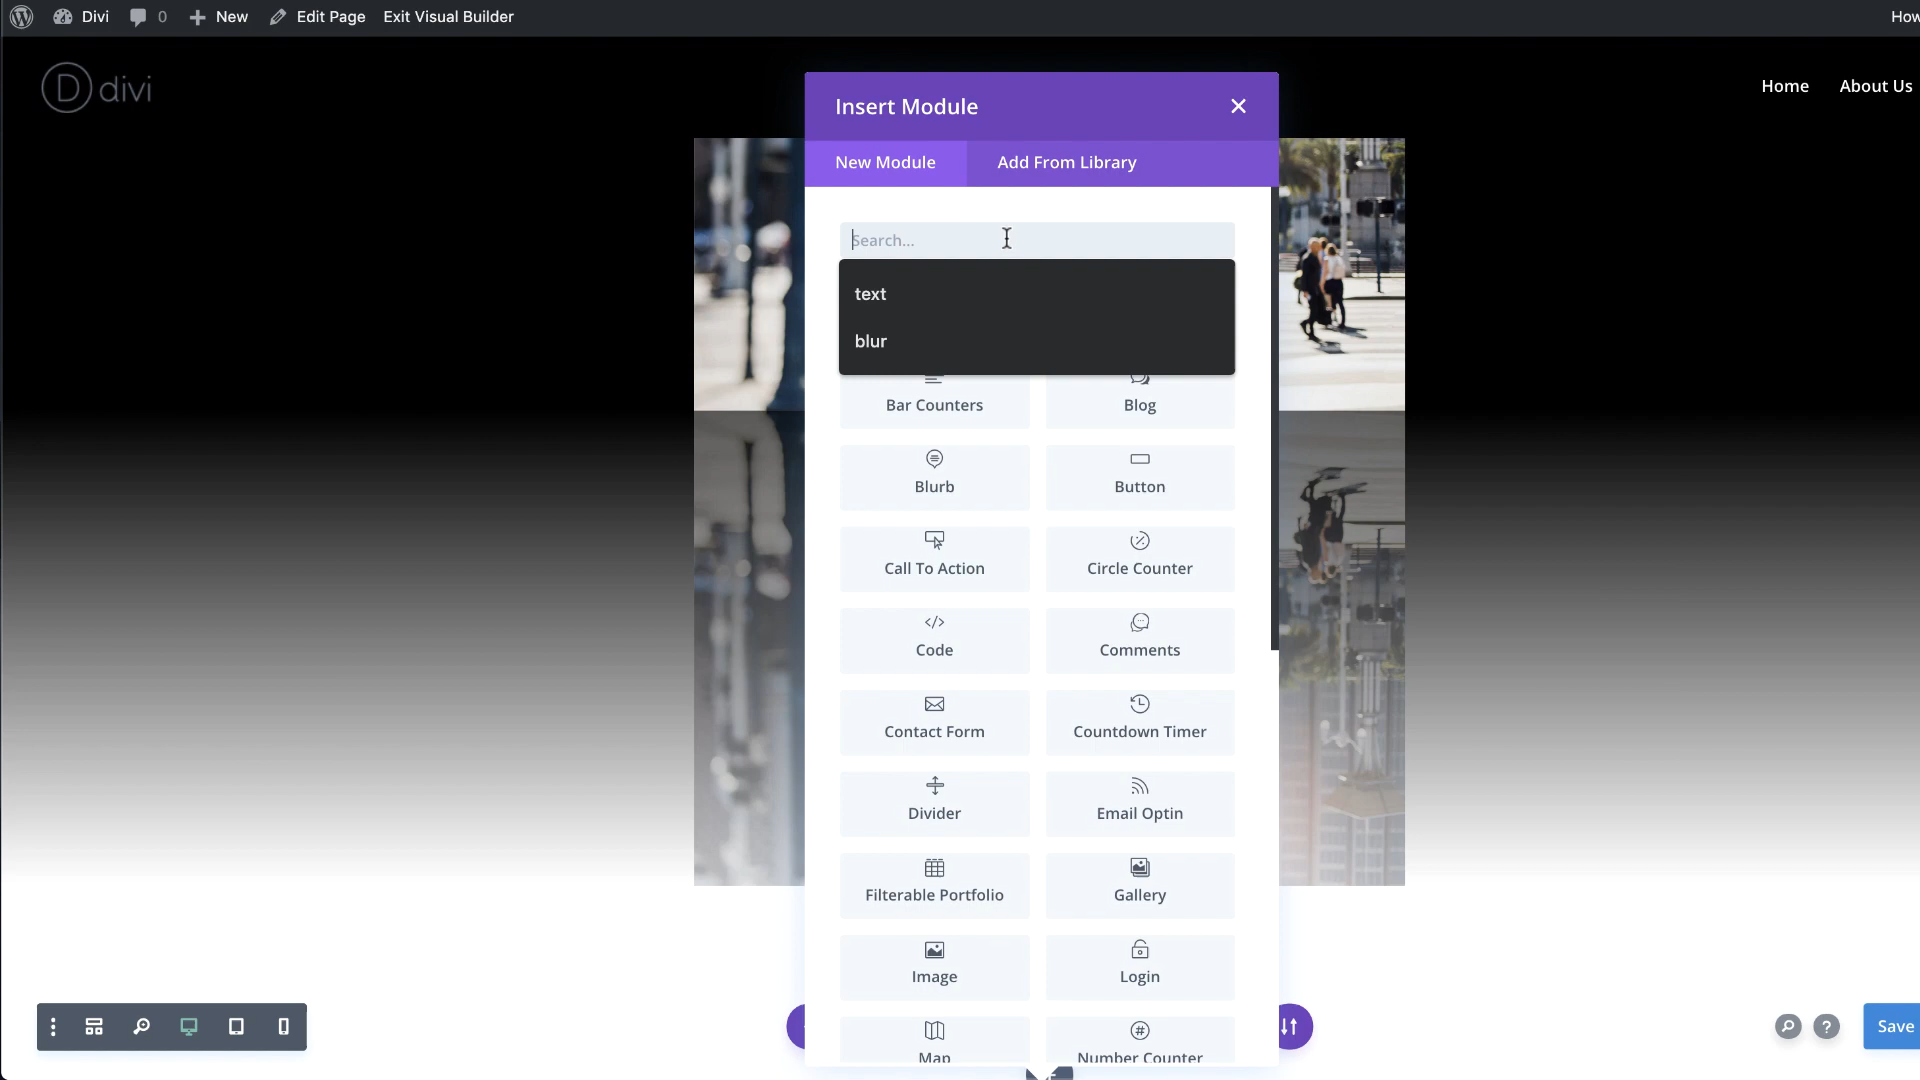 Divi 0 New Edit Page Exit Visual Builder How
D divi
Home About Us
Insert Module
New Module Add From Library
Search...
text
blur
Bar Counters Blog
Blurb Button
Call To Action Circle Counter
Code Comments
Contact Form Countdown Timer
Divider Email Optin
Filterable Portfolio Gallery
Image Login
Map Number Counter
? Save